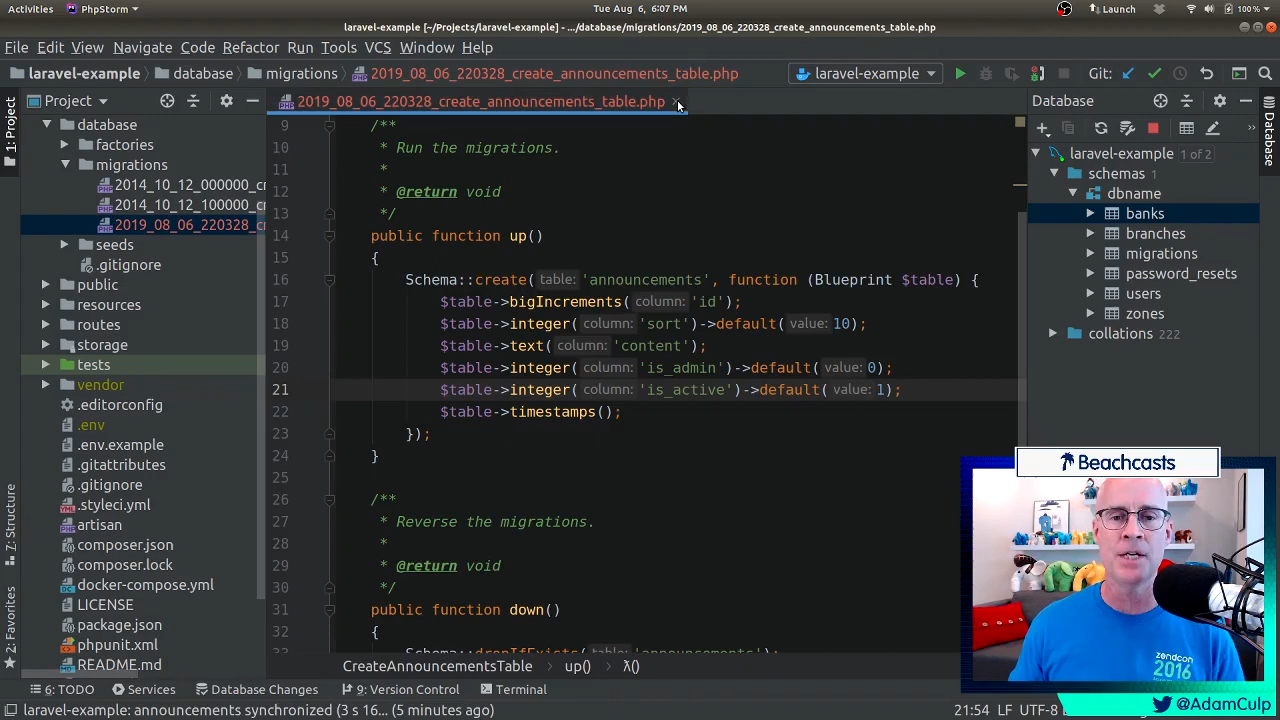 Activities
PhpStorm
Tue Aug 6, 6:07 PM
Launch
100%
laravel-example [~/Projects/laravel-example] - .../database/migrations/2019_08_06_220328_create_announcements_table.php
File Edit View Navigate Code Refactor Run Tools VCS Window Help
laravel-example database migrations 2019_08_06_220328_create_announcements_table.php
laravel-example
Git:
1: Project
Z: Structure
2: Favorites
Project
database
factories
migrations
2014_10_12_000000_cr
2014_10_12_100000_c
2019_08_06_220328_c
seeds
.gitignore
public
resources
routes
storage
tests
vendor
.editorconfig
.env
.env.example
.gitattributes
.gitignore
.styleci.yml
artisan
composer.json
composer.lock
docker-compose.yml
LICENSE
package.json
phpunit.xml
README.md
2019_08_06_220328_create_announcements_table.php
9 /**
10 * Run the migrations.
11 *
12 * @return void
13 */
14 public function up()
15 {
16 Schema::create( table: 'announcements', function (Blueprint $table) {
17 $table->bigIncrements( column: 'id');
18 $table->integer( column: 'sort')->default( value: 10);
19 $table->text( column: 'content');
20 $table->integer( column: 'is_admin')->default( value: 0);
21 $table->integer( column: 'is_active')->default( value: 1);
22 $table->timestamps();
23 });
24 }
25
26 /**
27 * Reverse the migrations.
28 *
29 * @return void
30 */
31 public function down()
32 {
33 Schema::dropIfExists( table: 'announcements');
CreateAnnouncementsTable up() λ()
Database
Database
laravel-example 1 of 2
schemas 1
dbname
banks
branches
migrations
password_resets
users
zones
collations 222
Beachcasts
zendcon
2016
@AdamCulp
6: TODO Services Database Changes 9: Version Control Terminal
laravel-example: announcements synchronized (3 s 16... (5 minutes ago)
21:54 LF UTF-8